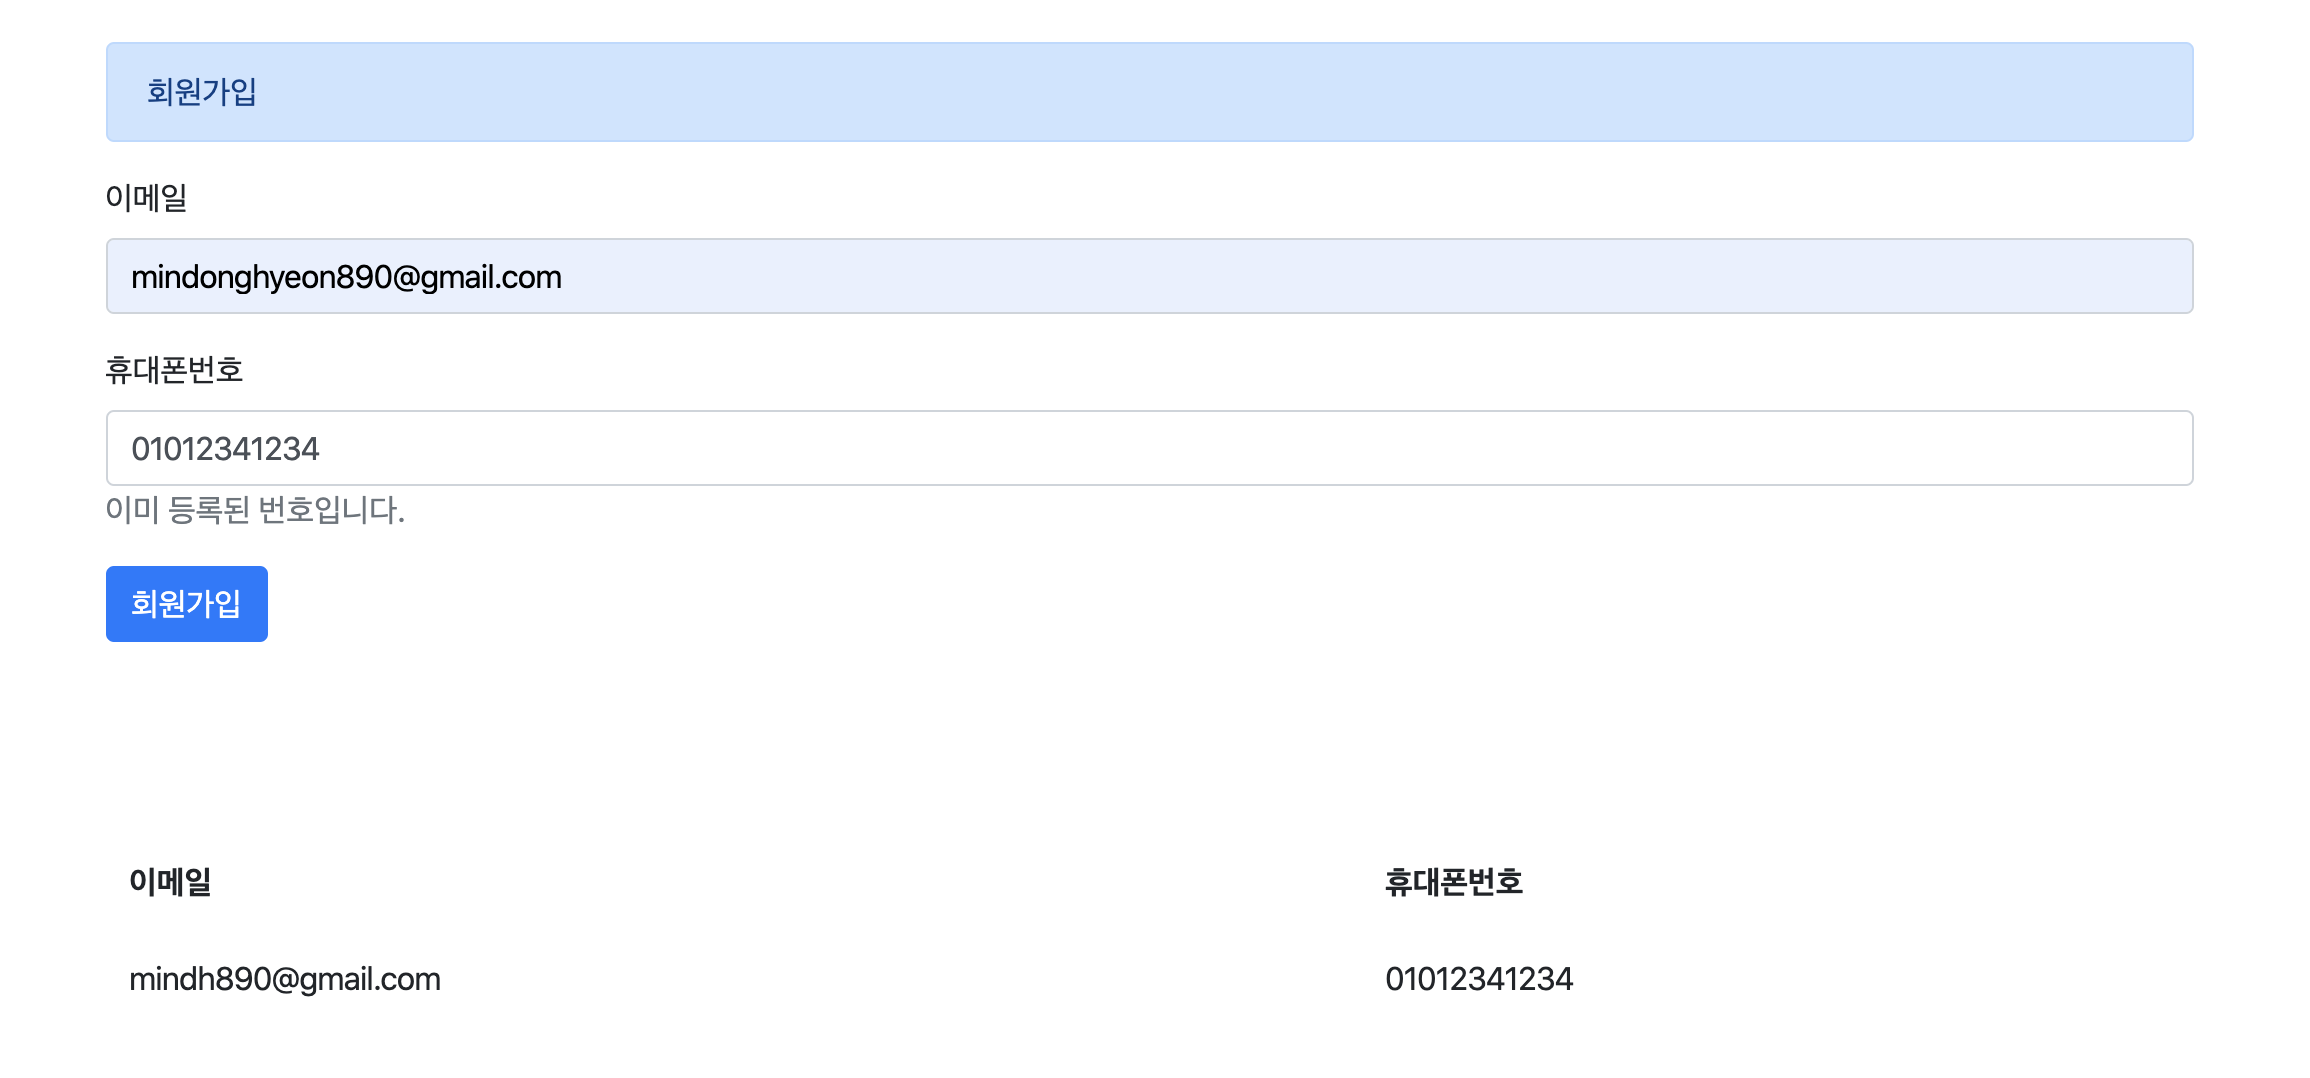 회원가입
이메일
mindonghyeon890@gmail.com
휴대폰번호
01012341234
이미 등록된 번호입니다.
회원가입
이메일 휴대폰번호
mindh890@gmail.com 01012341234